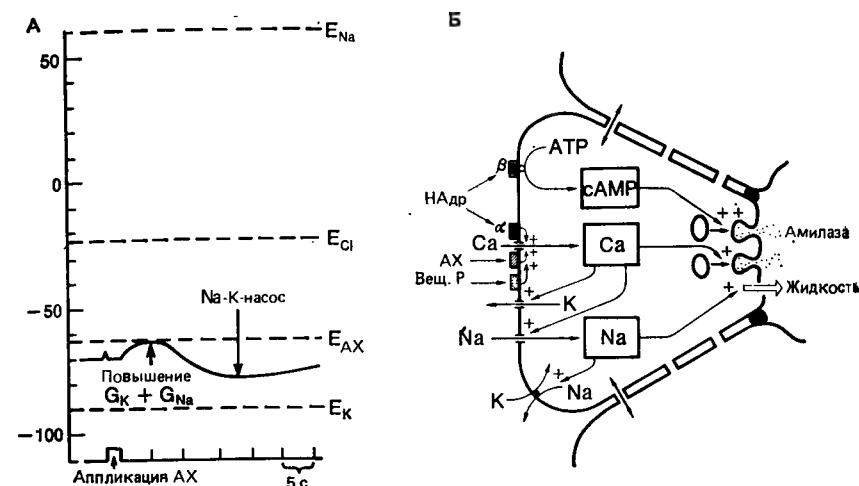 А
E_Na
50
0
E_Cl
Na-K-насос
-50
E_АХ
Повышение
G_K + G_Na
E_K
-100
Аппликация АХ
5 с
Б
β
ATP
НАдр
cAMP
+ +
α
+
Амилаза
Ca
+
Ca
+
АХ
+
Вещ. Р
+
+
Жидкость
K
+
Na
Na
+
K
Na